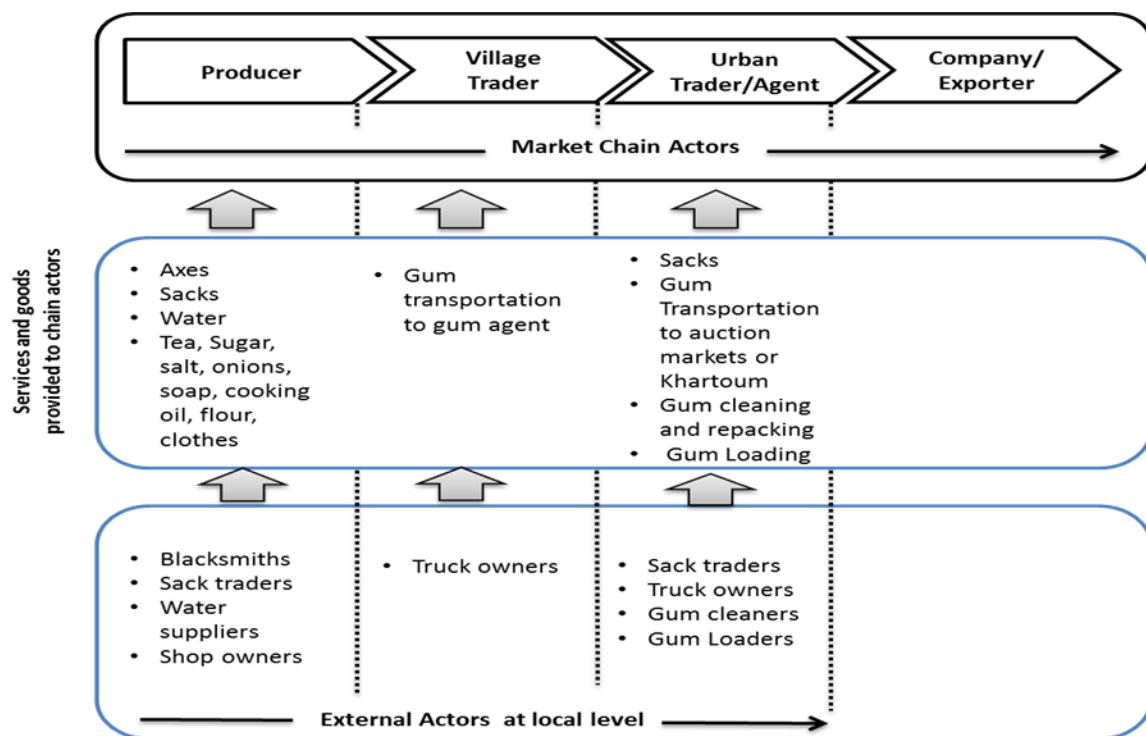 Producer
Village
Trader
Urban
Trader/Agent
Company/
Exporter
Market Chain Actors
Services and goods
provided to chain actors
• Axes
• Sacks
• Water
• Tea, Sugar,
salt, onions,
soap, cooking
oil, flour,
clothes
• Gum
transportation
to gum agent
• Sacks
• Gum
Transportation
to auction
markets or
Khartoum
• Gum cleaning
and repacking
• Gum Loading
• Blacksmiths
• Sack traders
• Water
suppliers
• Shop owners
• Truck owners
• Sack traders
• Truck owners
• Gum cleaners
• Gum Loaders
External Actors at local level